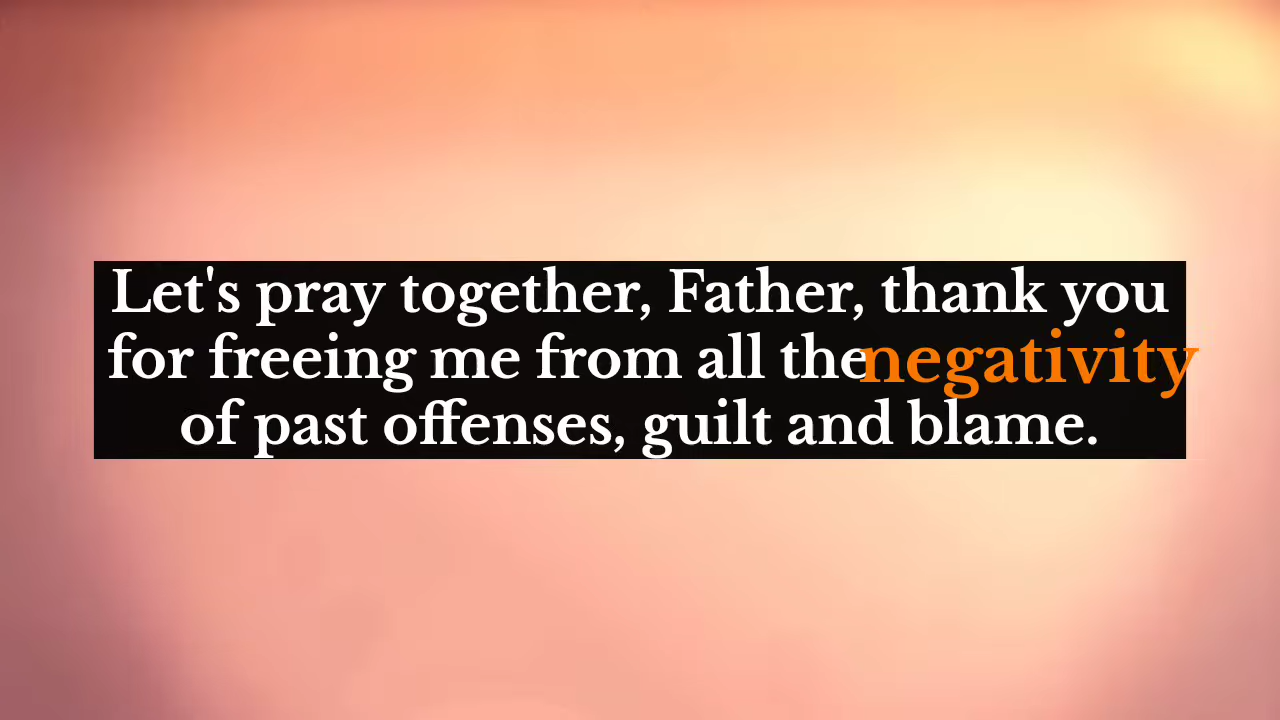 Let's pray together, Father, thank you
for freeing me from all the negativity
of past offenses, guilt and blame.